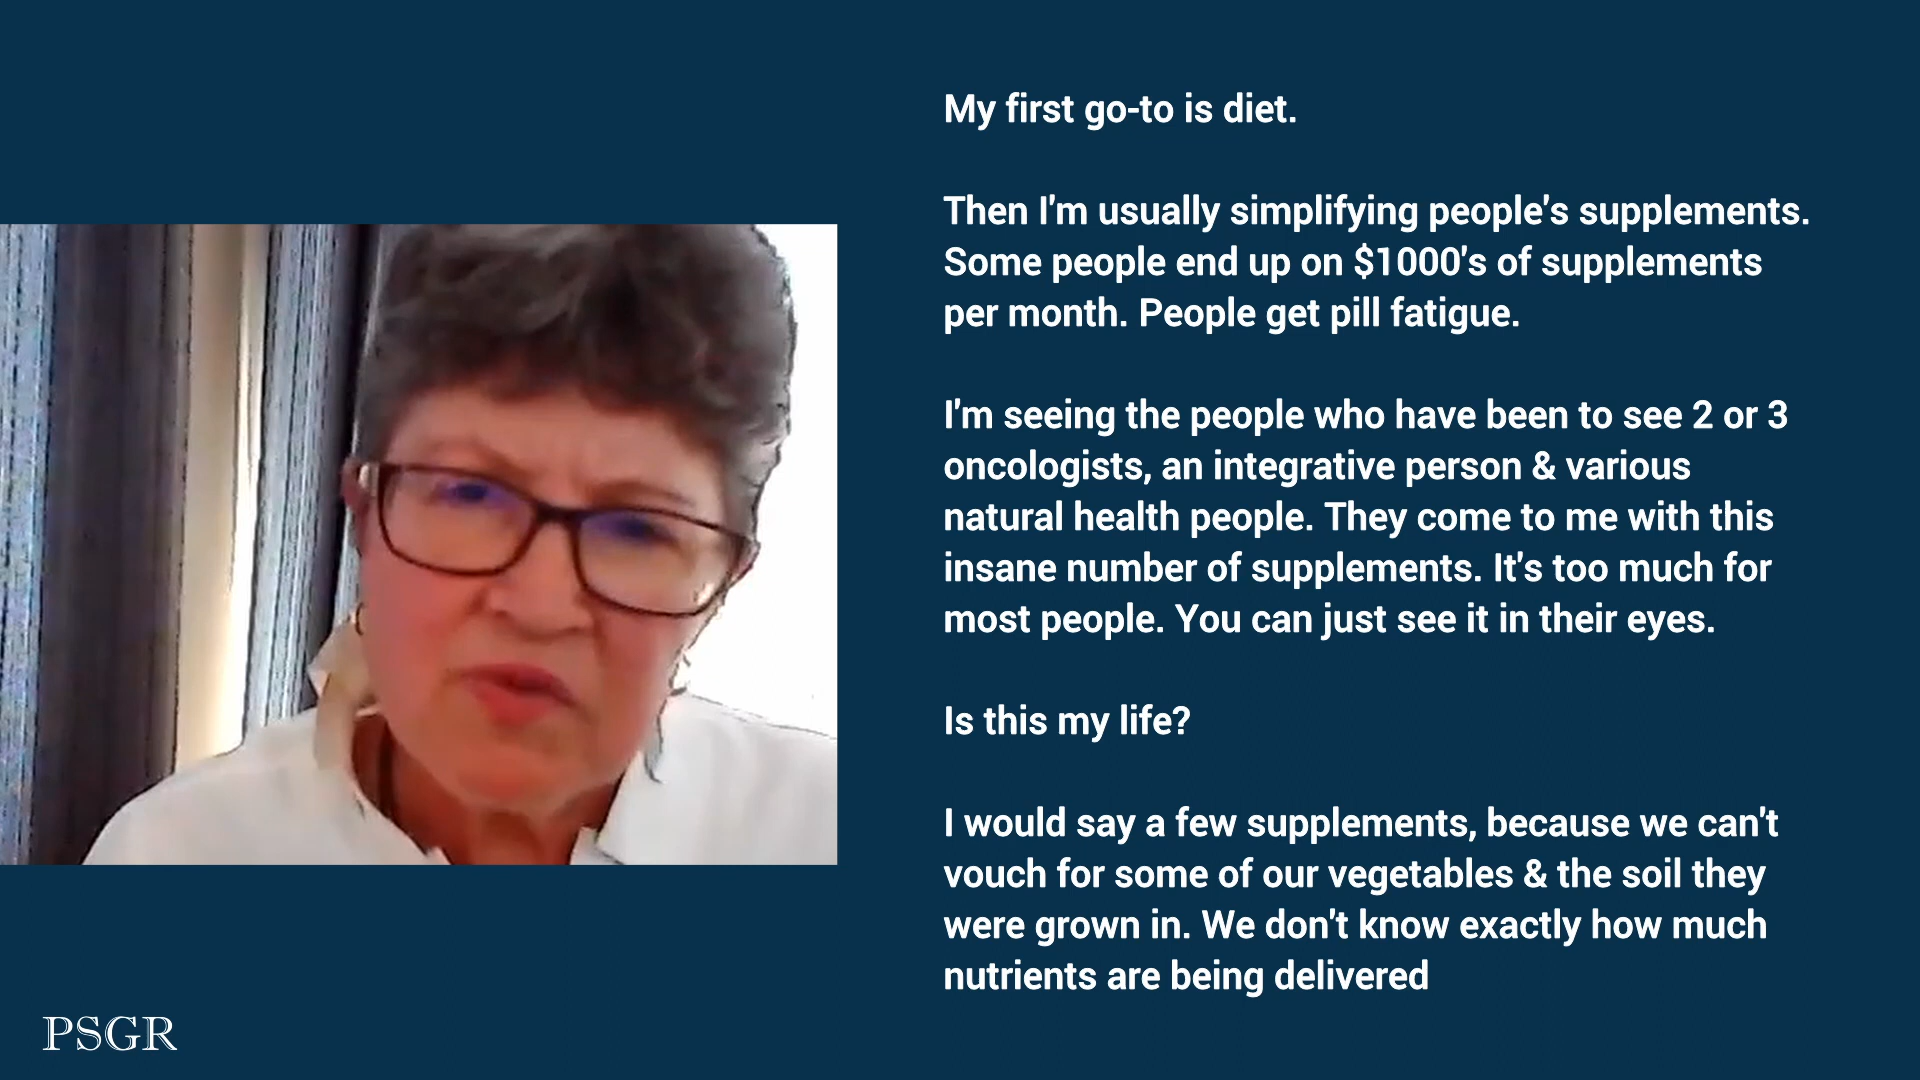 My first go-to is diet.
Then I'm usually simplifying people's supplements.
Some people end up on $1000's of supplements
per month. People get pill fatigue.
I'm seeing the people who have been to see 2 or 3
oncologists, an integrative person & various
natural health people. They come to me with this
insane number of supplements. It's too much for
most people. You can just see it in their eyes.
Is this my life?
I would say a few supplements, because we can't
vouch for some of our vegetables & the soil they
were grown in. We don't know exactly how much
nutrients are being delivered
PSGR